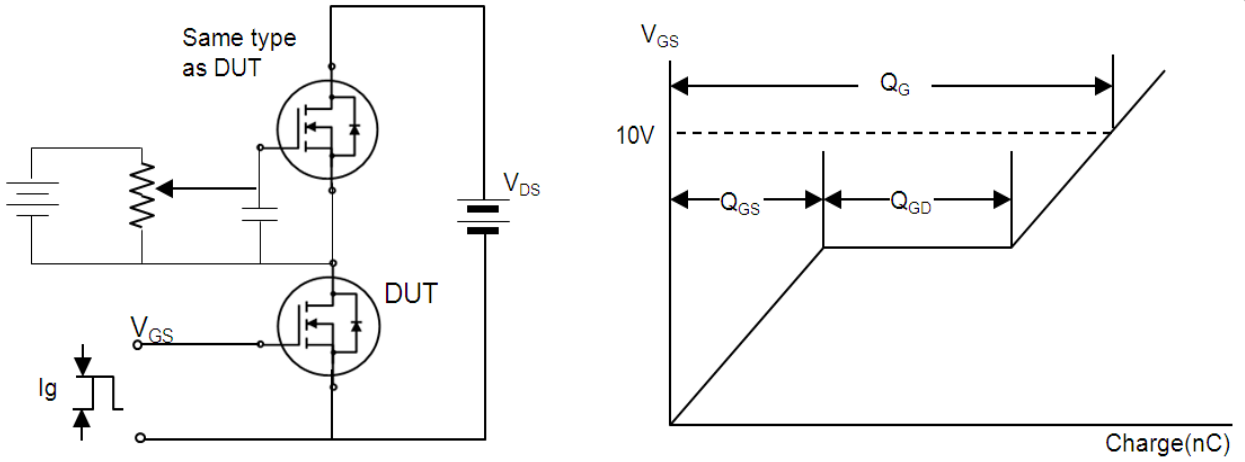 Same type
as DUT
VDS
DUT
VGS
Ig
VGS
QG
10V
QGS
QGD
Charge(nC)